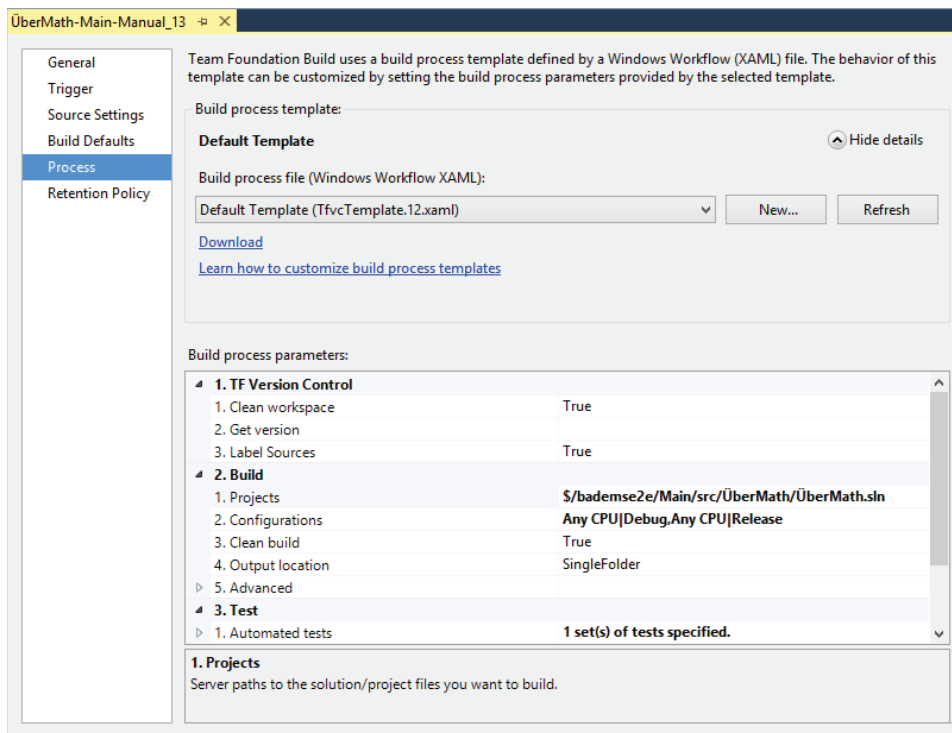 ÜberMath-Main-Manual_13
General
Trigger
Source Settings
Build Defaults
Process
Retention Policy
Team Foundation Build uses a build process template defined by a Windows Workflow (XAML) file. The behavior of this
template can be customized by setting the build process parameters provided by the selected template.
Build process template:
Default Template
Hide details
Build process file (Windows Workflow XAML):
Default Template (TfvcTemplate.12.xaml)
New...
Refresh
Download
Learn how to customize build process templates
Build process parameters:
1. TF Version Control
1. Clean workspace True
2. Get version
3. Label Sources True
2. Build
1. Projects $/bademse2e/Main/src/ÜberMath/ÜberMath.sln
2. Configurations Any CPU|Debug,Any CPU|Release
3. Clean build True
4. Output location SingleFolder
5. Advanced
3. Test
1. Automated tests 1 set(s) of tests specified.
1. Projects
Server paths to the solution/project files you want to build.